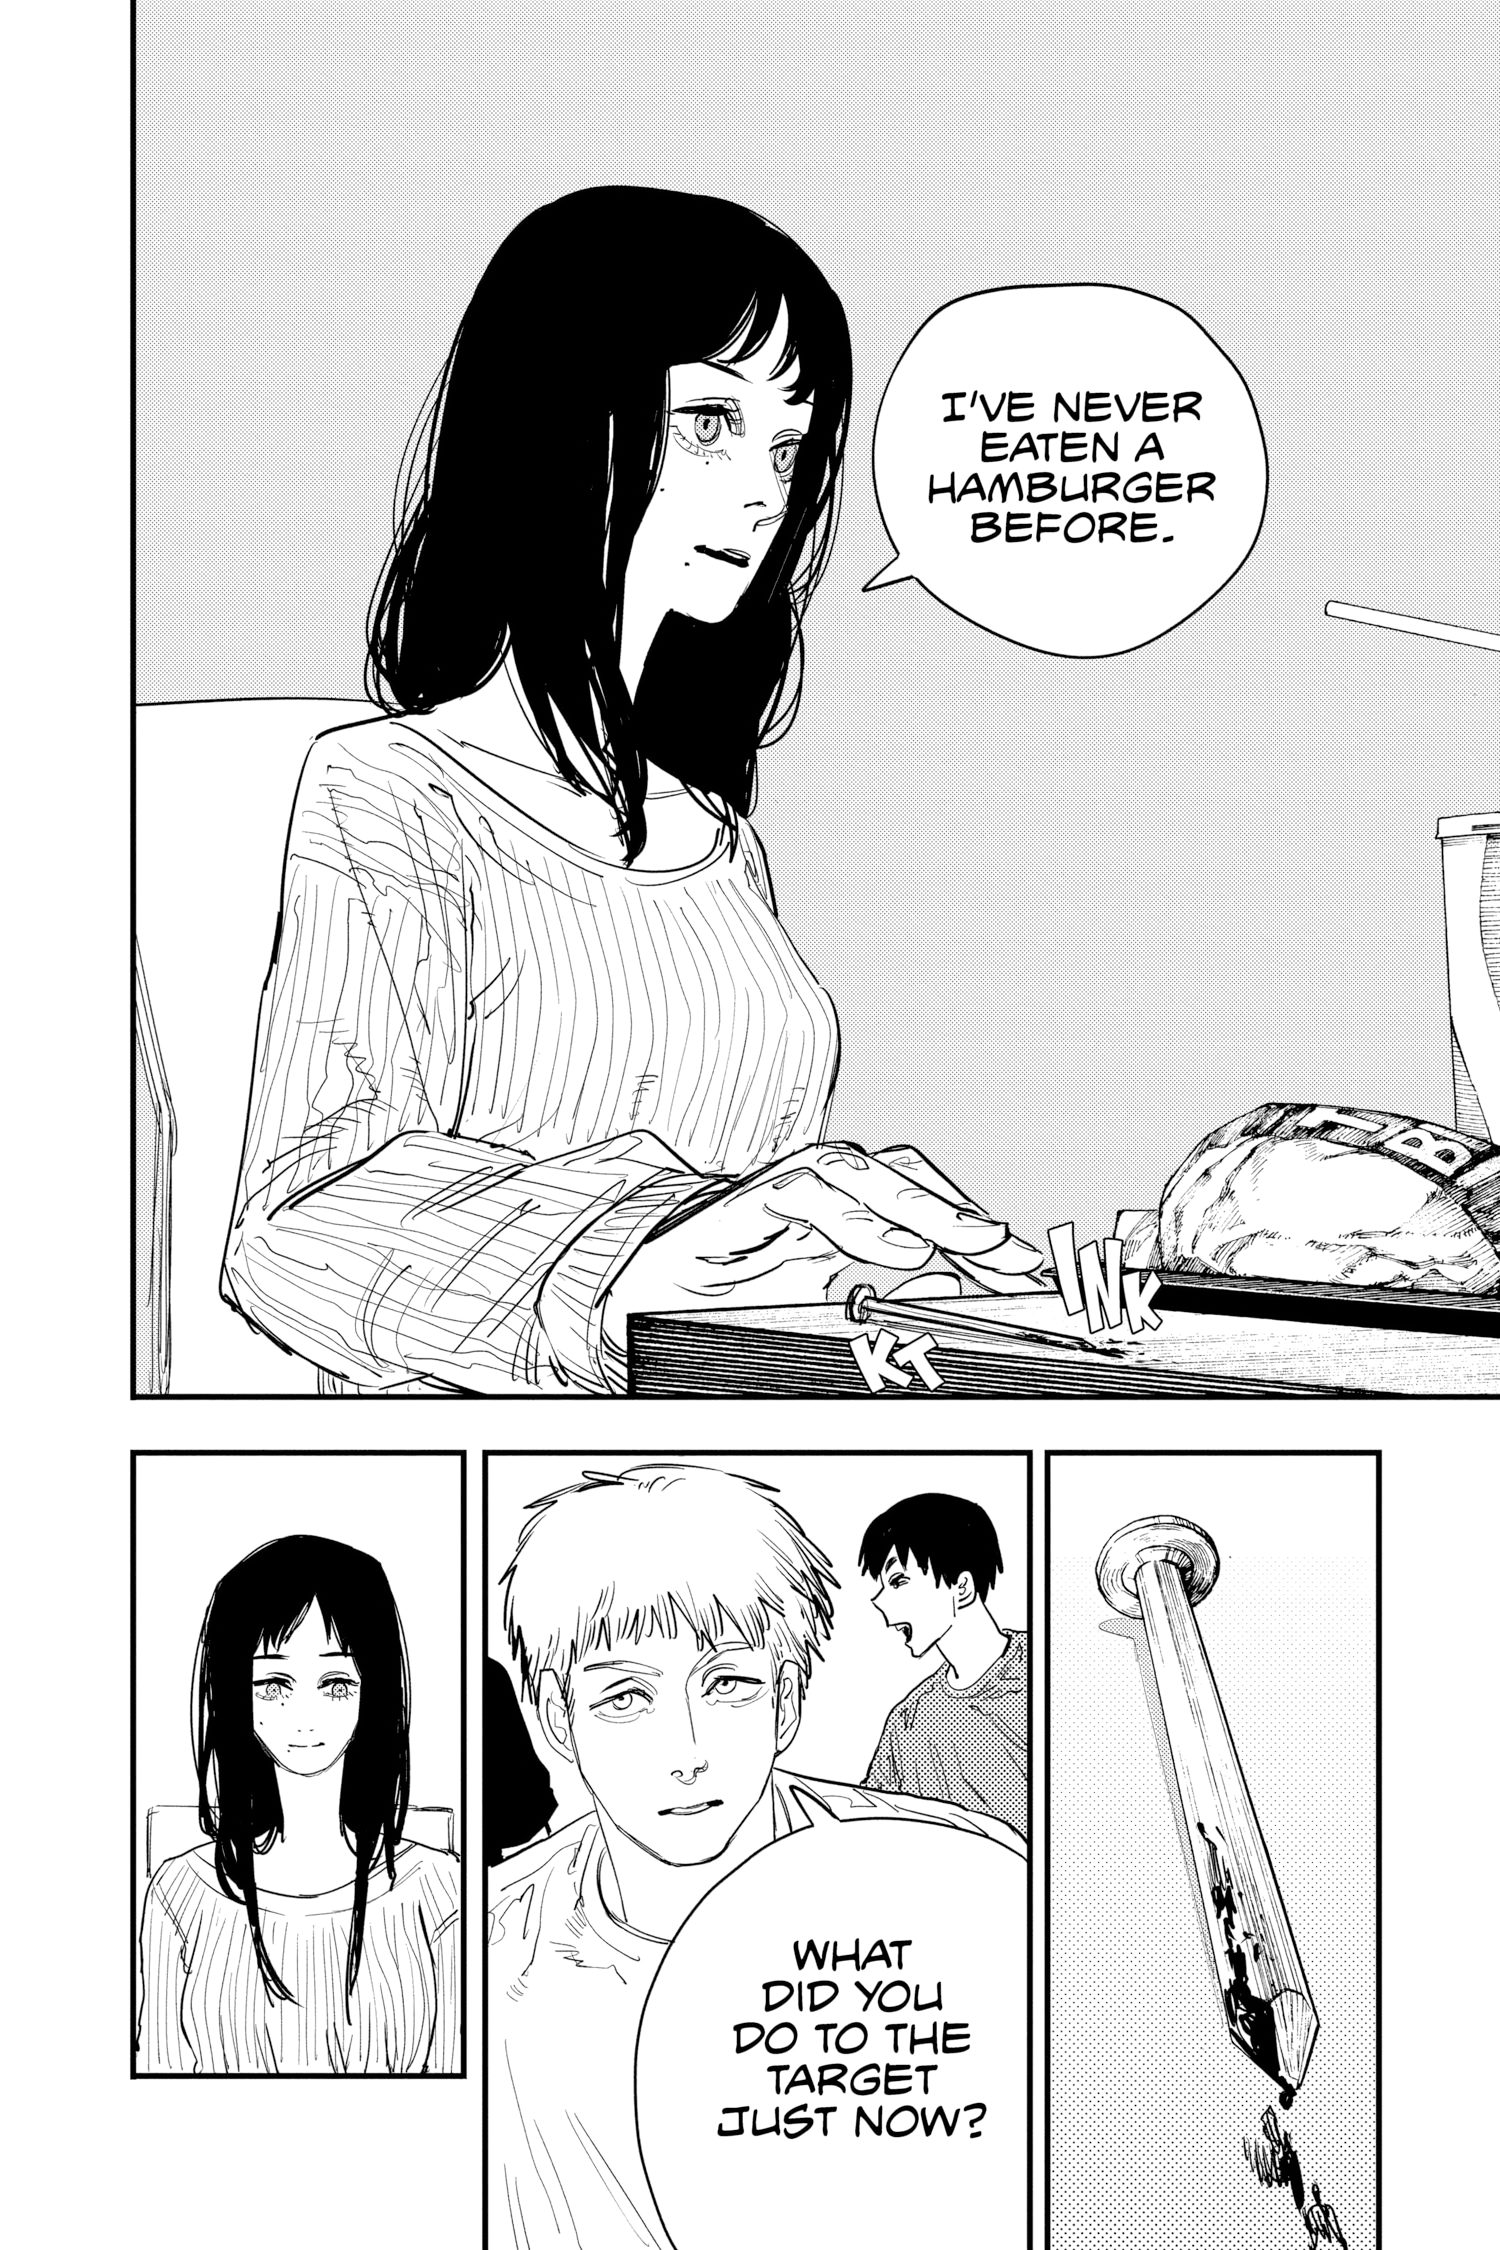 I'VE NEVER
EATEN A
HAMBURGER
BEFORE.
INK
KT
WHAT
DID YOU
DO TO THE
TARGET
JUST NOW?